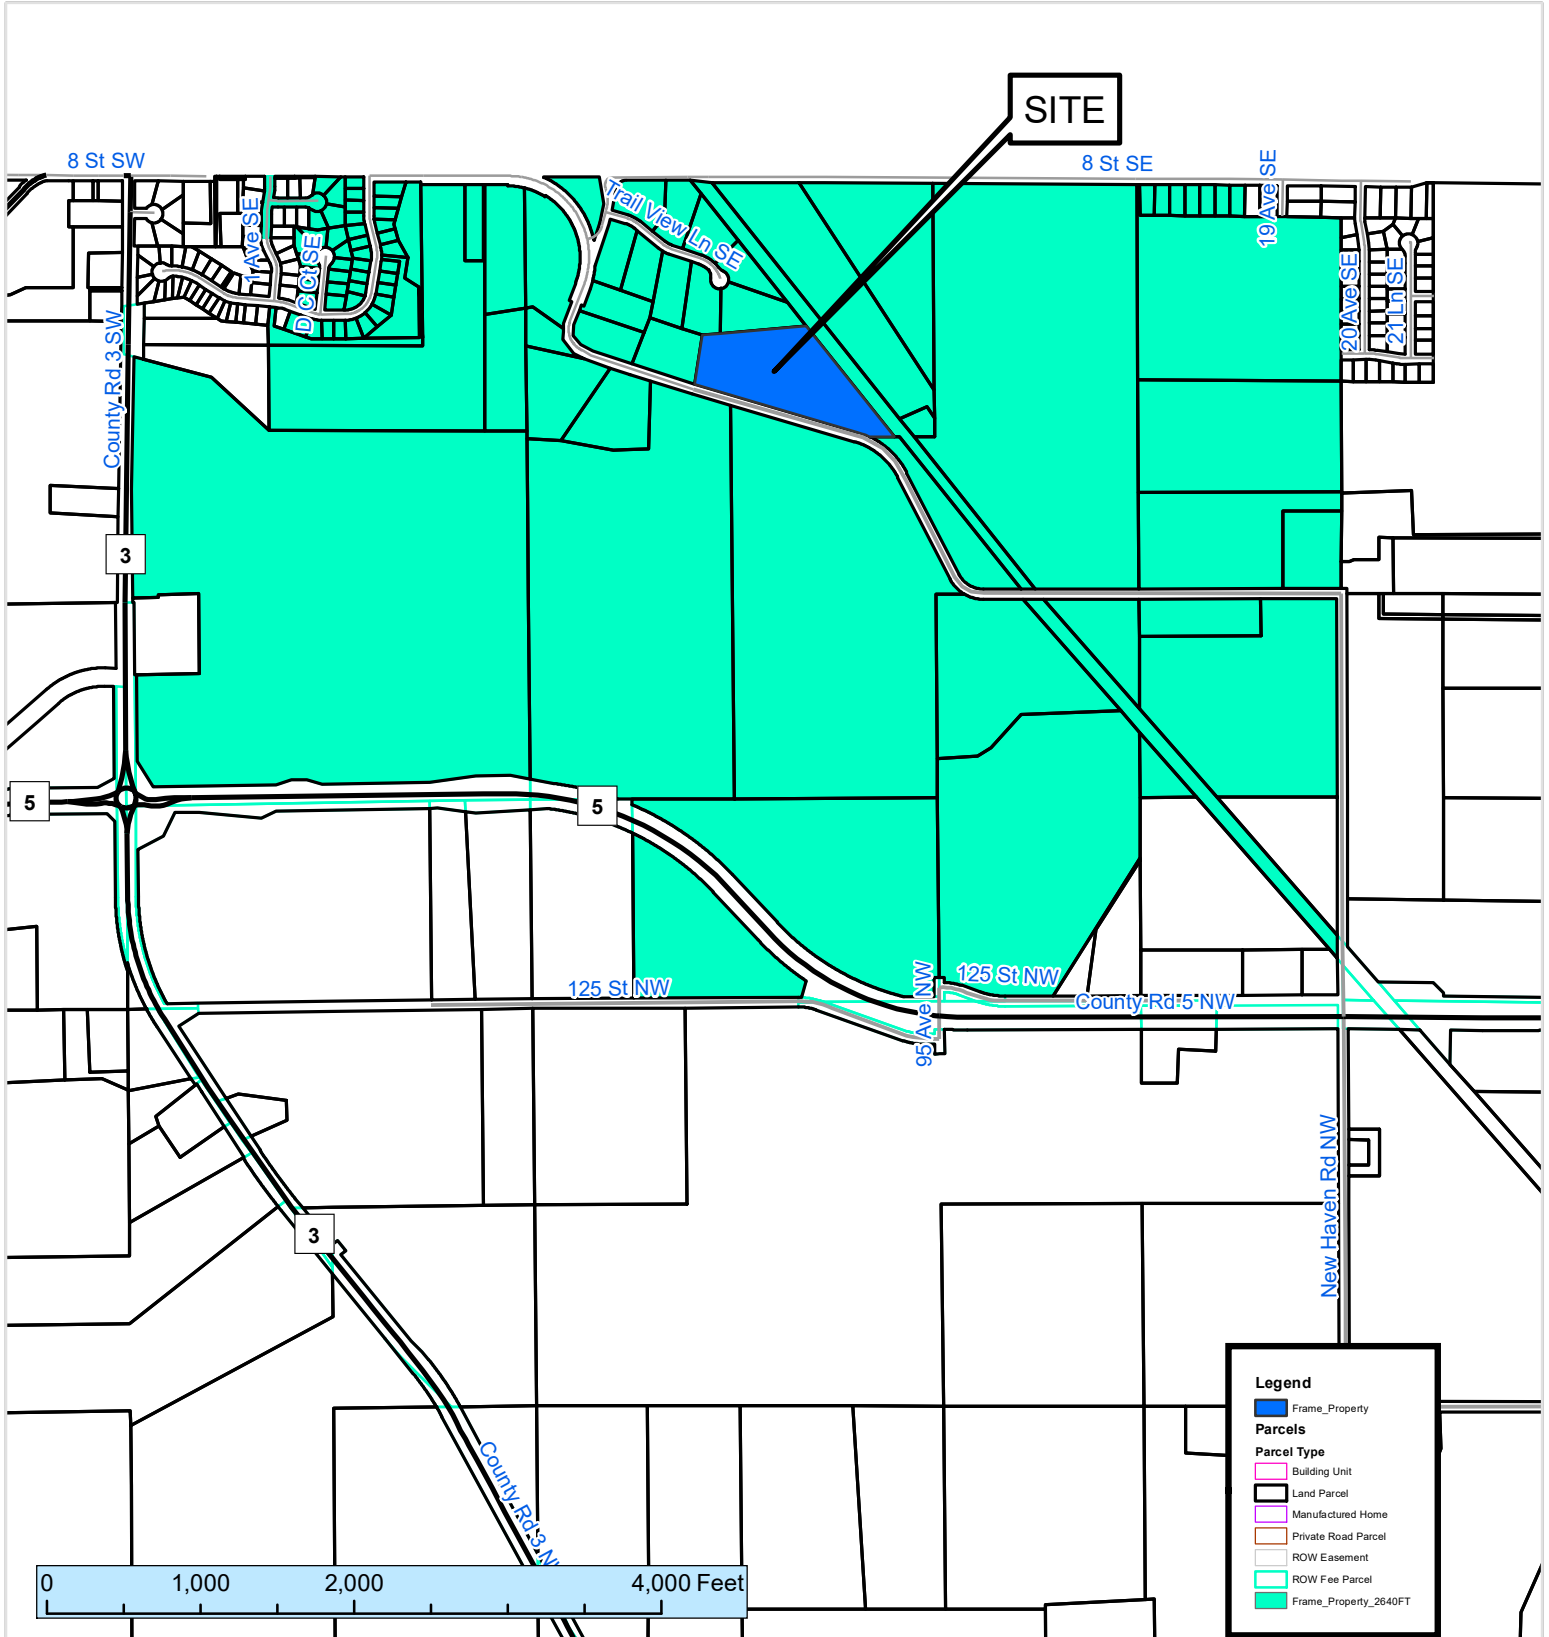 SITE
8 St SW
8 St SE
19 Ave SE
Trail View Ln SE
1 Ave SE
D C Ct SE
20 Ave SE
21 Ln SE
County Rd 3 SW
3
5
5
125 St NW
95 Ave NW
125 St NW
County Rd 5 NW
New Haven Rd NW
3
County Rd 3 N
0 1,000 2,000 4,000 Feet
Legend
Frame_Property
Parcels
Parcel Type
Building Unit
Land Parcel
Manufactured Home
Private Road Parcel
ROW Easement
ROW Fee Parcel
Frame_Property_2640FT